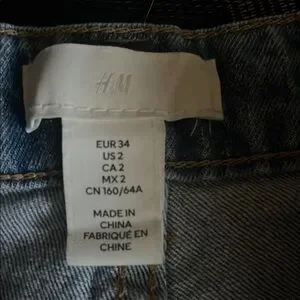 H&M
EUR 34
US 2
CA 2
MX 2
CN 160/64A
MADE IN
CHINA
FABRIQUÉ EN
CHINE